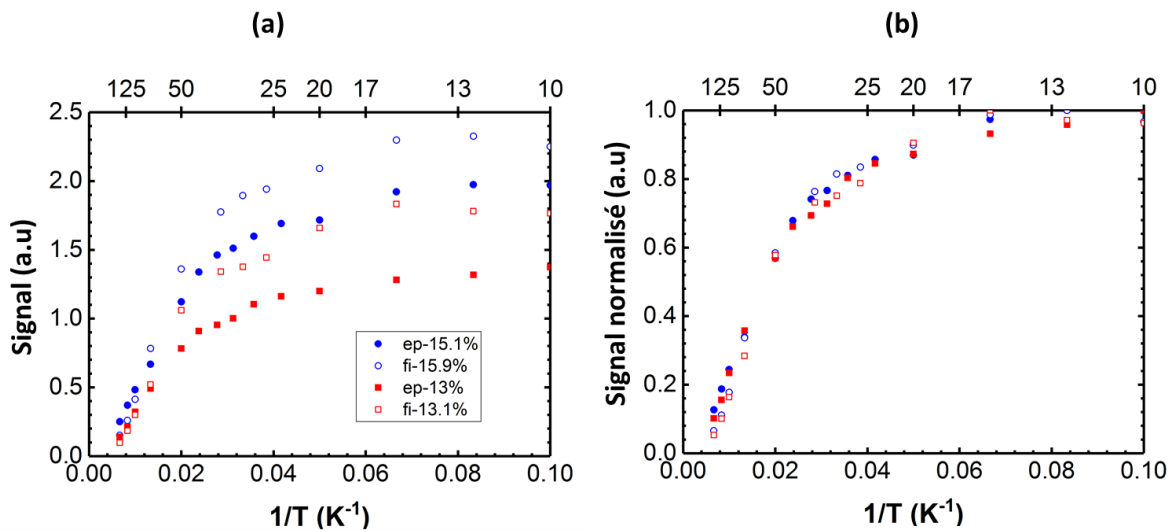 (a)
125 50 25 20 17 13 10
2.5
2.0
1.5
1.0
0.5
0.0
Signal (a.u)
ep-15.1%
fi-15.9%
ep-13%
fi-13.1%
0.00 0.02 0.04 0.06 0.08 0.10
1/T (K⁻¹)
(b)
125 50 25 20 17 13 10
1.0
0.8
0.6
0.4
0.2
0.0
Signal normalisé (a.u)
0.00 0.02 0.04 0.06 0.08 0.10
1/T (K⁻¹)